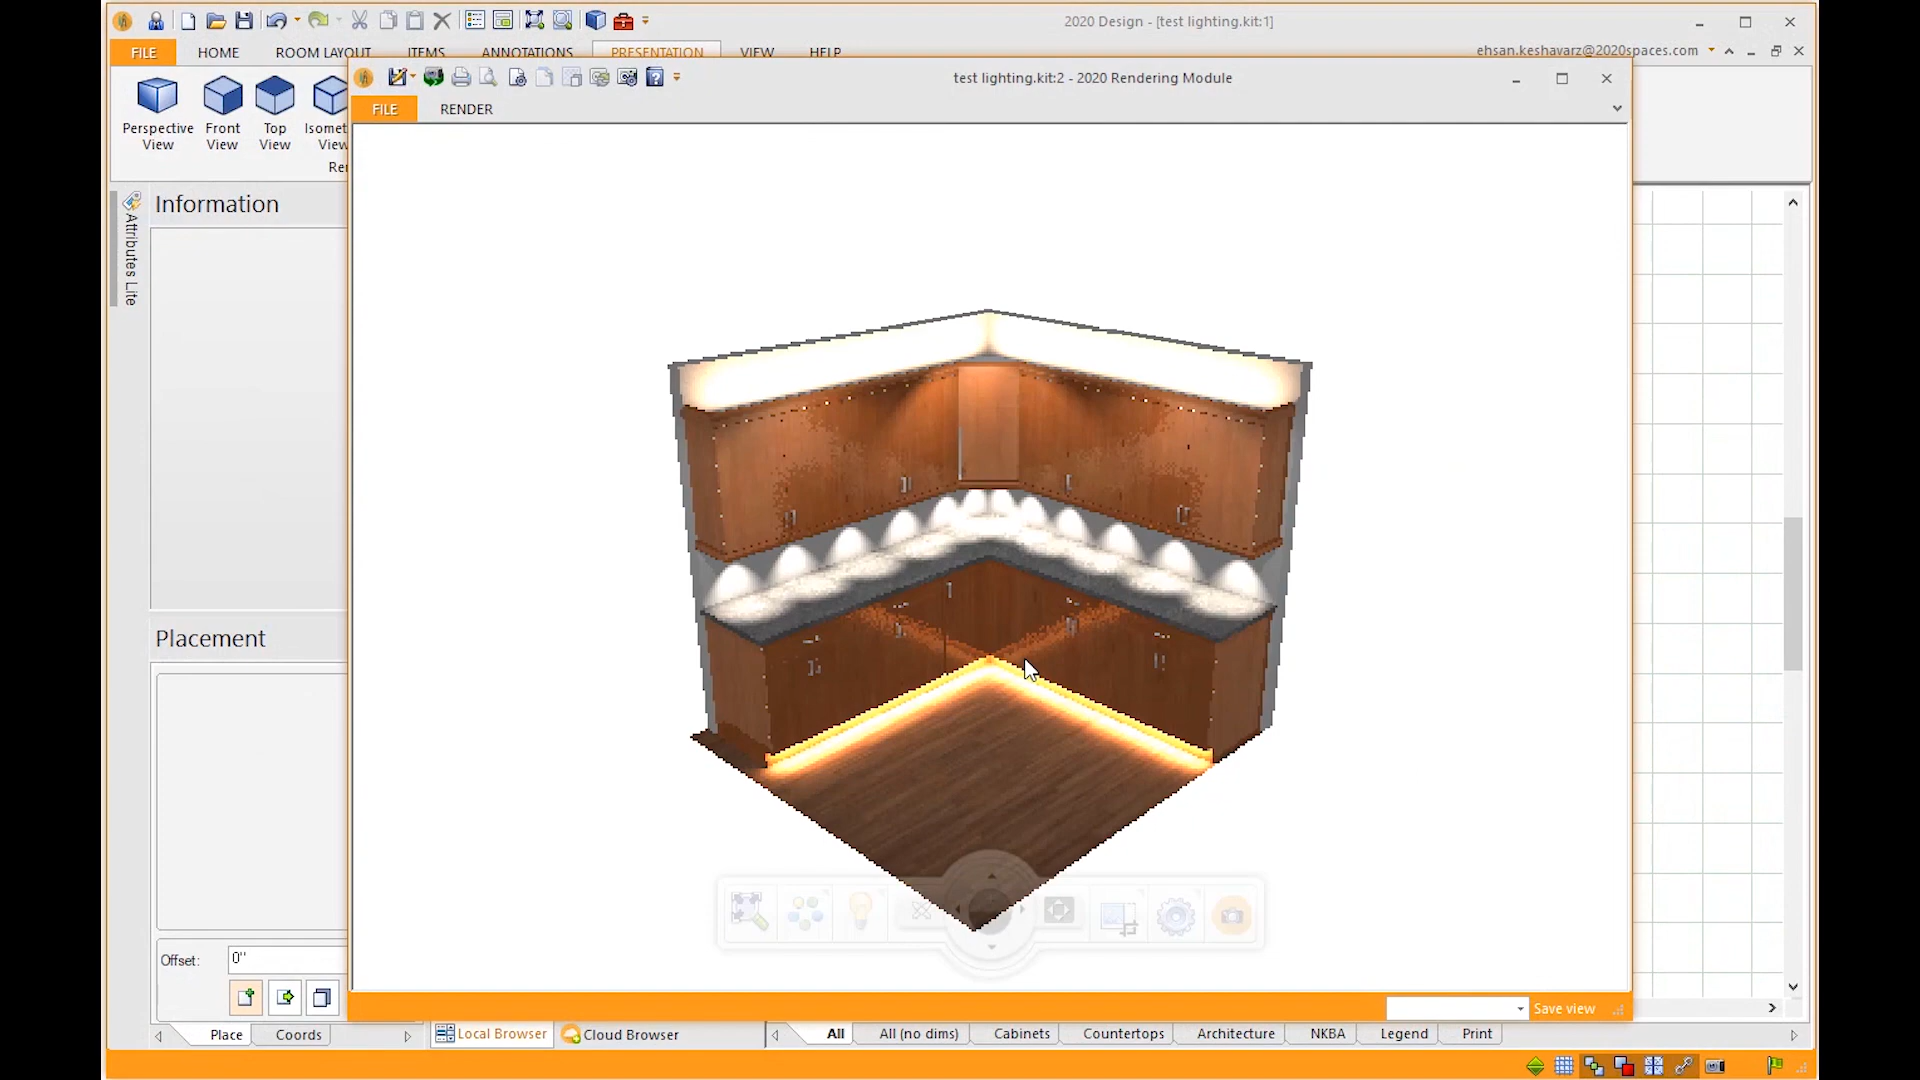 2020 Design - [test lighting.kit:1]
FILE HOME ROOM LAYOUT ITEMS ANNOTATIONS PRESENTATION VIEW HELP
ehsan.keshavarz@2020spaces.com
test lighting.kit:2 - 2020 Rendering Module
FILE RENDER
Perspective View
Front View
Top View
Isomet View
Rei
Attributes Lite
Information
Placement
Offset: 0"
Save view
Place Coords
Local Browser Cloud Browser
All All (no dims) Cabinets Countertops Architecture NKBA Legend Print